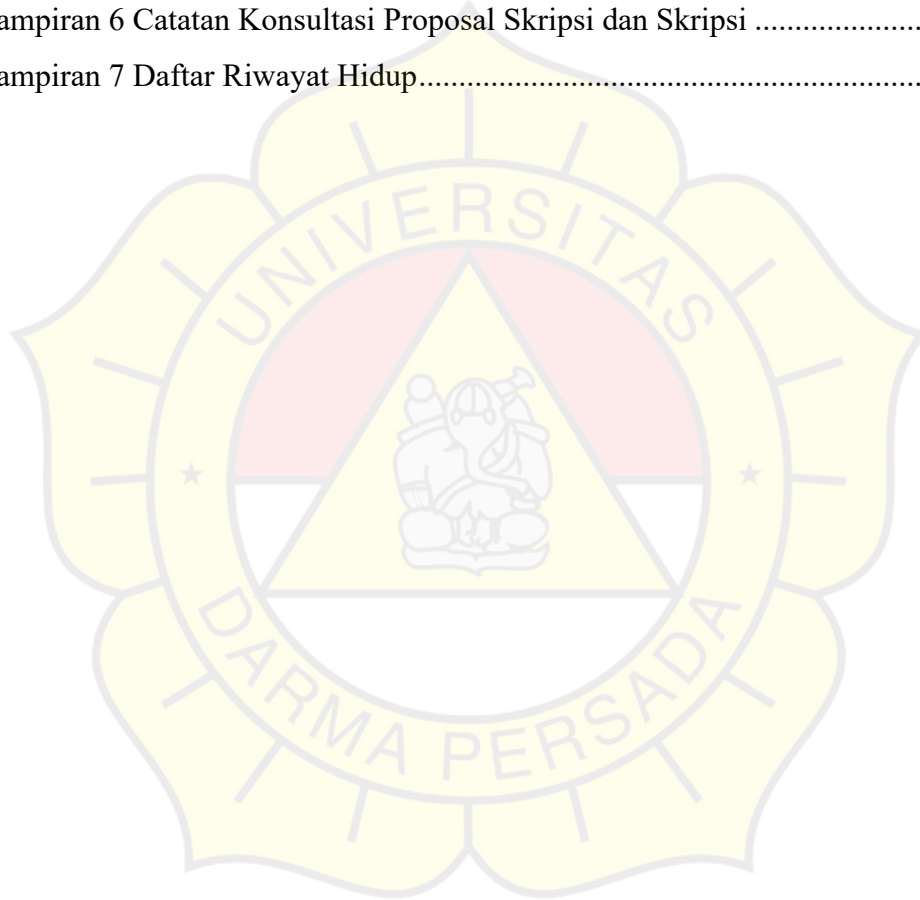 ampiran 6 Catatan Konsultasi Proposal Skripsi dan Skripsi ....................
ampiran 7 Daftar Riwayat Hidup...............................................................
UNIVERSITAS
DARMA PERSADA